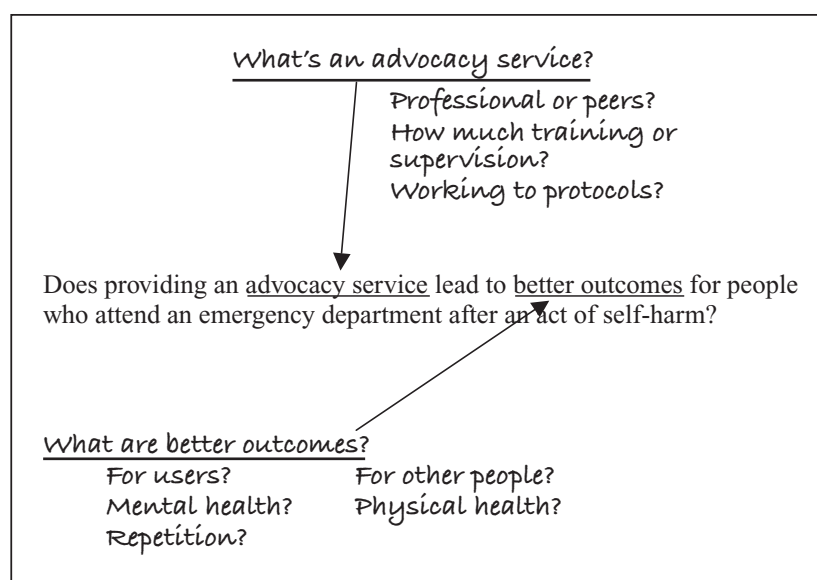 What's an advocacy service?
Professional or peers?
How much training or
supervision?
Working to protocols?
Does providing an advocacy service lead to better outcomes for people
who attend an emergency department after an act of self-harm?
What are better outcomes?
For users? For other people?
Mental health? Physical health?
Repetition?